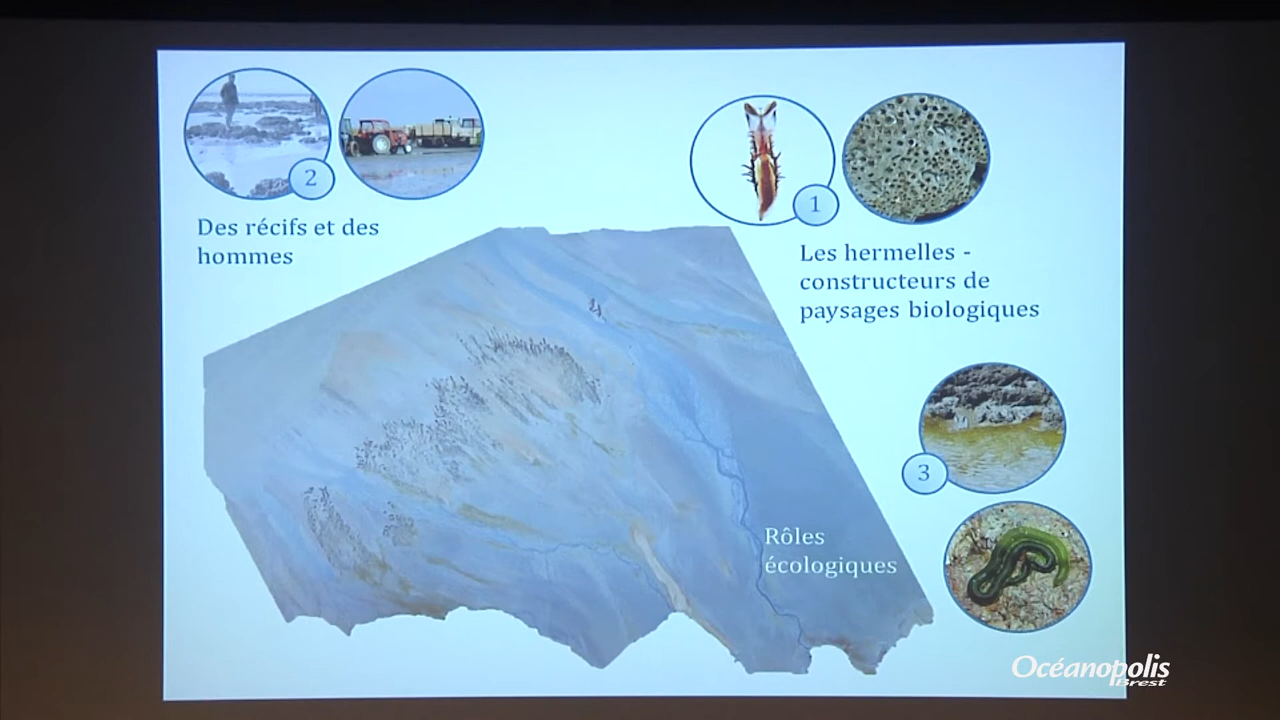 2
Des récifs et des
hommes
1
Les hermelles -
constructeurs de
paysages biologiques
3
Rôles
écologiques
Océanopolis
Brest